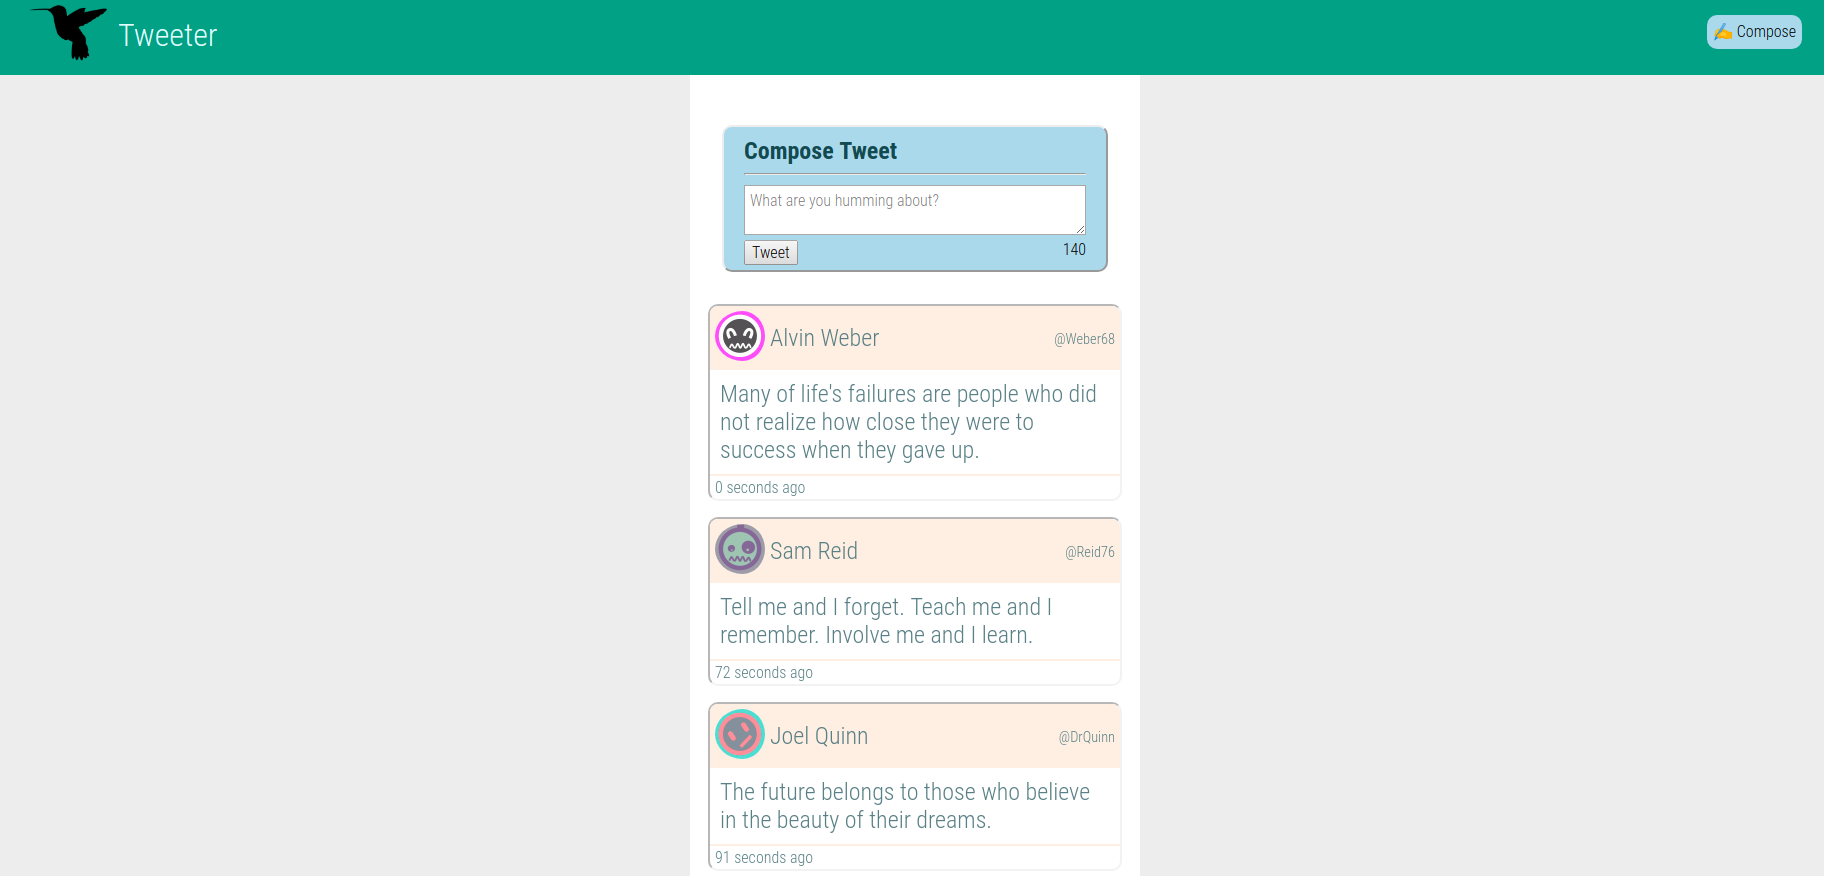 Tweeter
✍ Compose
Compose Tweet
What are you humming about?
Tweet
140
Alvin Weber
@Weber68
Many of life's failures are people who did
not realize how close they were to
success when they gave up.
0 seconds ago
Sam Reid
@Reid76
Tell me and I forget. Teach me and I
remember. Involve me and I learn.
72 seconds ago
Joel Quinn
@DrQuinn
The future belongs to those who believe
in the beauty of their dreams.
91 seconds ago